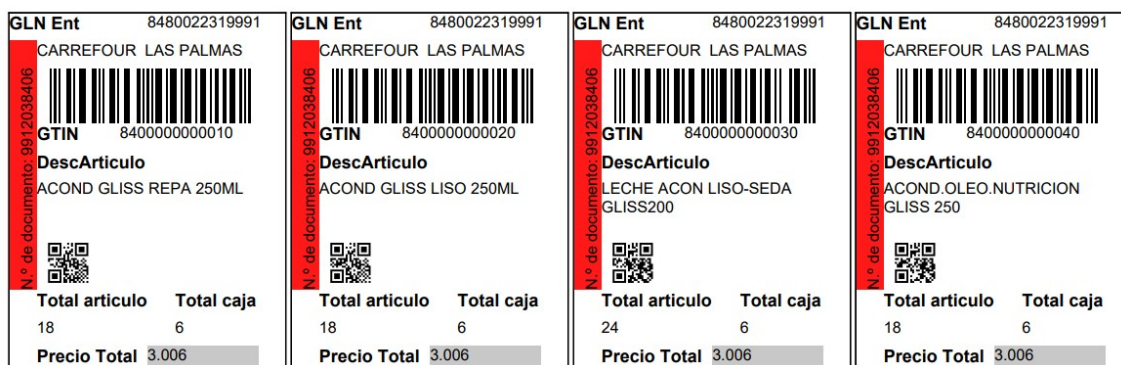 GLN Ent 8480022319991
CARREFOUR LAS PALMAS
N.º de documento: 9912038406
GTIN 84000000000010
DescArticulo
ACOND GLISS REPA 250ML
Total articulo Total caja
18 6
Precio Total 3.006
GLN Ent 8480022319991
CARREFOUR LAS PALMAS
N.º de documento: 9912038406
GTIN 84000000000020
DescArticulo
ACOND GLISS LISO 250ML
Total articulo Total caja
18 6
Precio Total 3.006
GLN Ent 8480022319991
CARREFOUR LAS PALMAS
N.º de documento: 9912038406
GTIN 84000000000030
DescArticulo
LECHE ACON LISO-SEDA
GLISS200
Total articulo Total caja
24 6
Precio Total 3.006
GLN Ent 8480022319991
CARREFOUR LAS PALMAS
N.º de documento: 9912038406
GTIN 84000000000040
DescArticulo
ACOND.OLEO.NUTRICION
GLISS 250
Total articulo Total caja
18 6
Precio Total 3.006